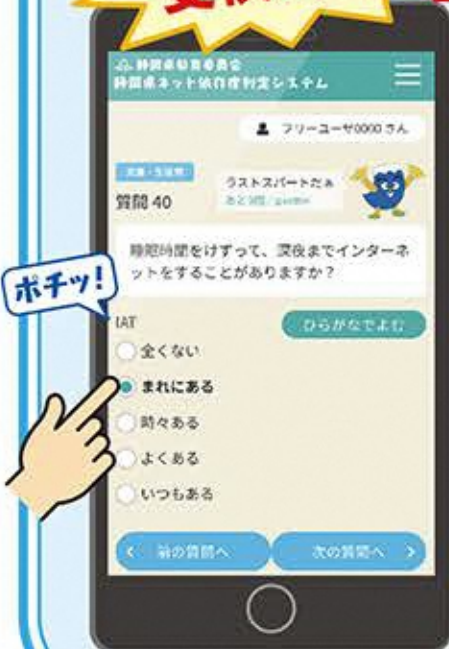 静岡県教育委員会
静岡県ネット依存度判定システム
フリーユーザ0000 さん
児童・生徒用
質問 40
ラストスパートだぁ
睡眠時間をけずって、深夜までインターネ
ットをすることがありますか？
ポチッ!
IAT
ひらがなでよむ
全くない
まれにある
時々ある
よくある
いつもある
前の質問へ
次の質問へ